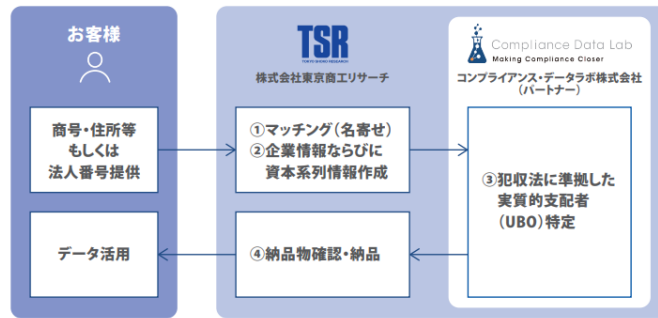 お客様
TSR
TOKYO SHOKO RESEARCH
株式会社東京商工リサーチ
Compliance Data Lab
Making Compliance Closer
コンプライアンス・データラボ株式会社
(パートナー)
商号・住所等
もしくは
法人番号提供
①マッチング(名寄せ)
②企業情報ならびに
資本系列情報作成
③犯収法に準拠した
実質的支配者
(UBO)特定
データ活用
④納品物確認・納品